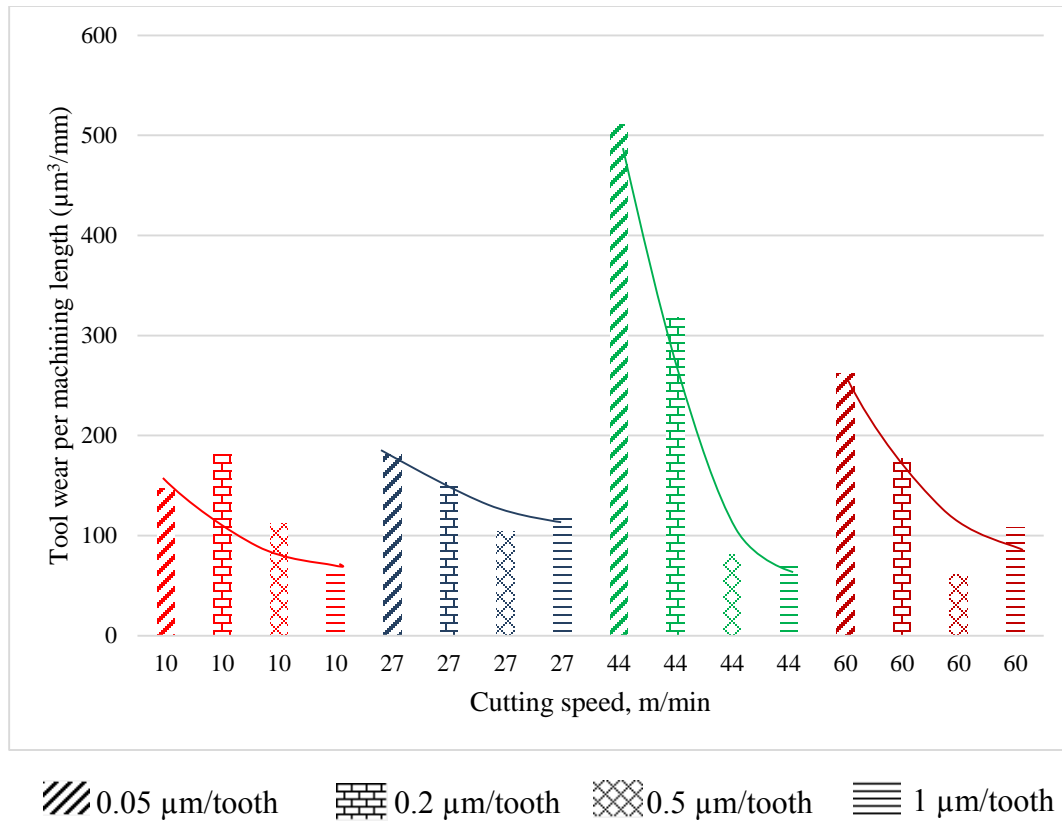 600
500
400
300
200
100
0
Tool wear per machining length (µm³/mm)
10 10 10 10 27 27 27 27 44 44 44 44 60 60 60 60
Cutting speed, m/min
0.05 µm/tooth 0.2 µm/tooth 0.5 µm/tooth 1 µm/tooth